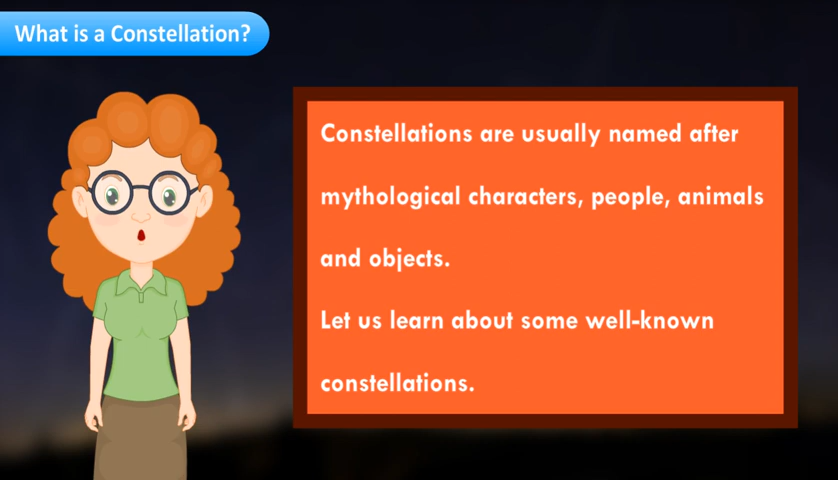 What is a Constellation?
Constellations are usually named after
mythological characters, people, animals
and objects.
Let us learn about some well-known
constellations.